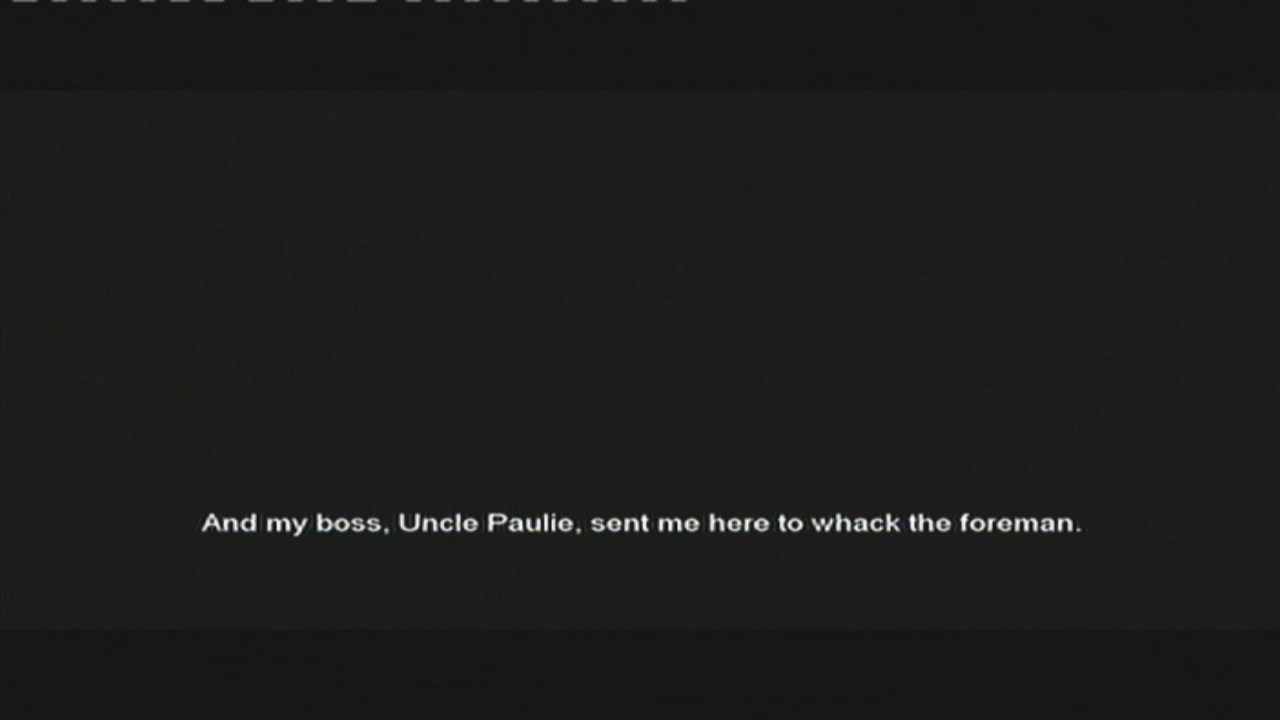 And my boss, Uncle Paulie, sent me here to whack the foreman.